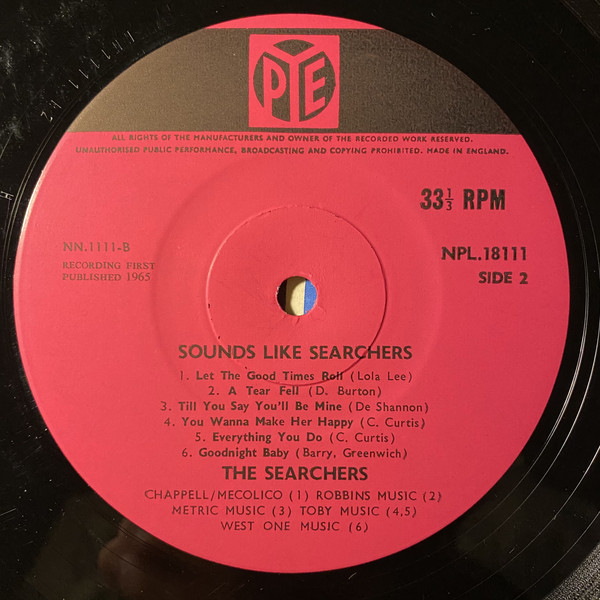 PYE
ALL RIGHTS OF THE MANUFACTURERS AND OWNER OF THE RECORDED WORK RESERVED.
UNAUTHORISED PUBLIC PERFORMANCE, BROADCASTING AND COPYING PROHIBITED. MADE IN ENGLAND.
33⅓ RPM
NN.1111-B
NPL.18111
RECORDING FIRST
PUBLISHED 1965
SIDE 2
SOUNDS LIKE SEARCHERS
1. Let The Good Times Roll (Lola Lee)
2. A Tear Fell (D. Burton)
3. Till You Say You'll Be Mine (De Shannon)
4. You Wanna Make Her Happy (C. Curtis)
5. Everything You Do (C. Curtis)
6. Goodnight Baby (Barry, Greenwich)
THE SEARCHERS
CHAPPELL/MECOLICO (1) ROBBINS MUSIC (2)
METRIC MUSIC (3) TOBY MUSIC (4,5)
WEST ONE MUSIC (6)